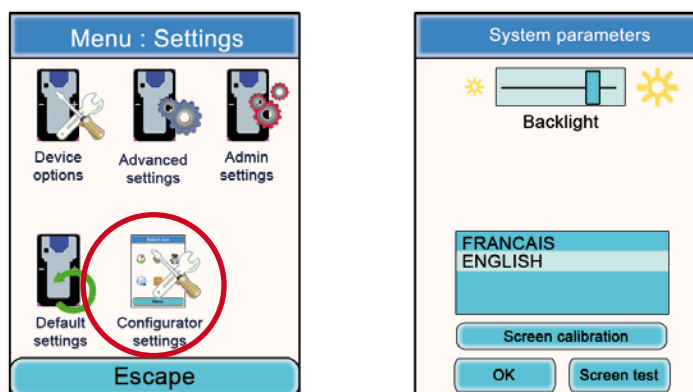 Menu : Settings
Device
options
Advanced
settings
Admin
settings
Default
settings
Configurator
settings
Menu
Escape
System parameters
Backlight
FRANCAIS
ENGLISH
Screen calibration
OK
Screen test